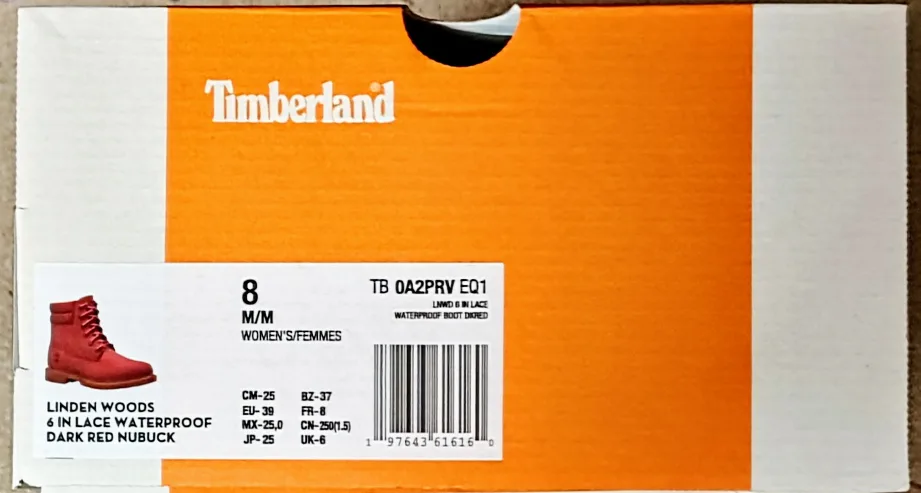 Timberland®
8
M/M
WOMEN'S/FEMMES
TB 0A2PRV EQ1
LNWD 6 IN LACE
WATERPROOF BOOT DKRED
LINDEN WOODS
6 IN LACE WATERPROOF
DARK RED NUBUCK
CM-25 BZ-37
EU-39 FR-8
MX-25,0 CN-250(1.5)
JP-25 UK-6
1 97643 61616 0